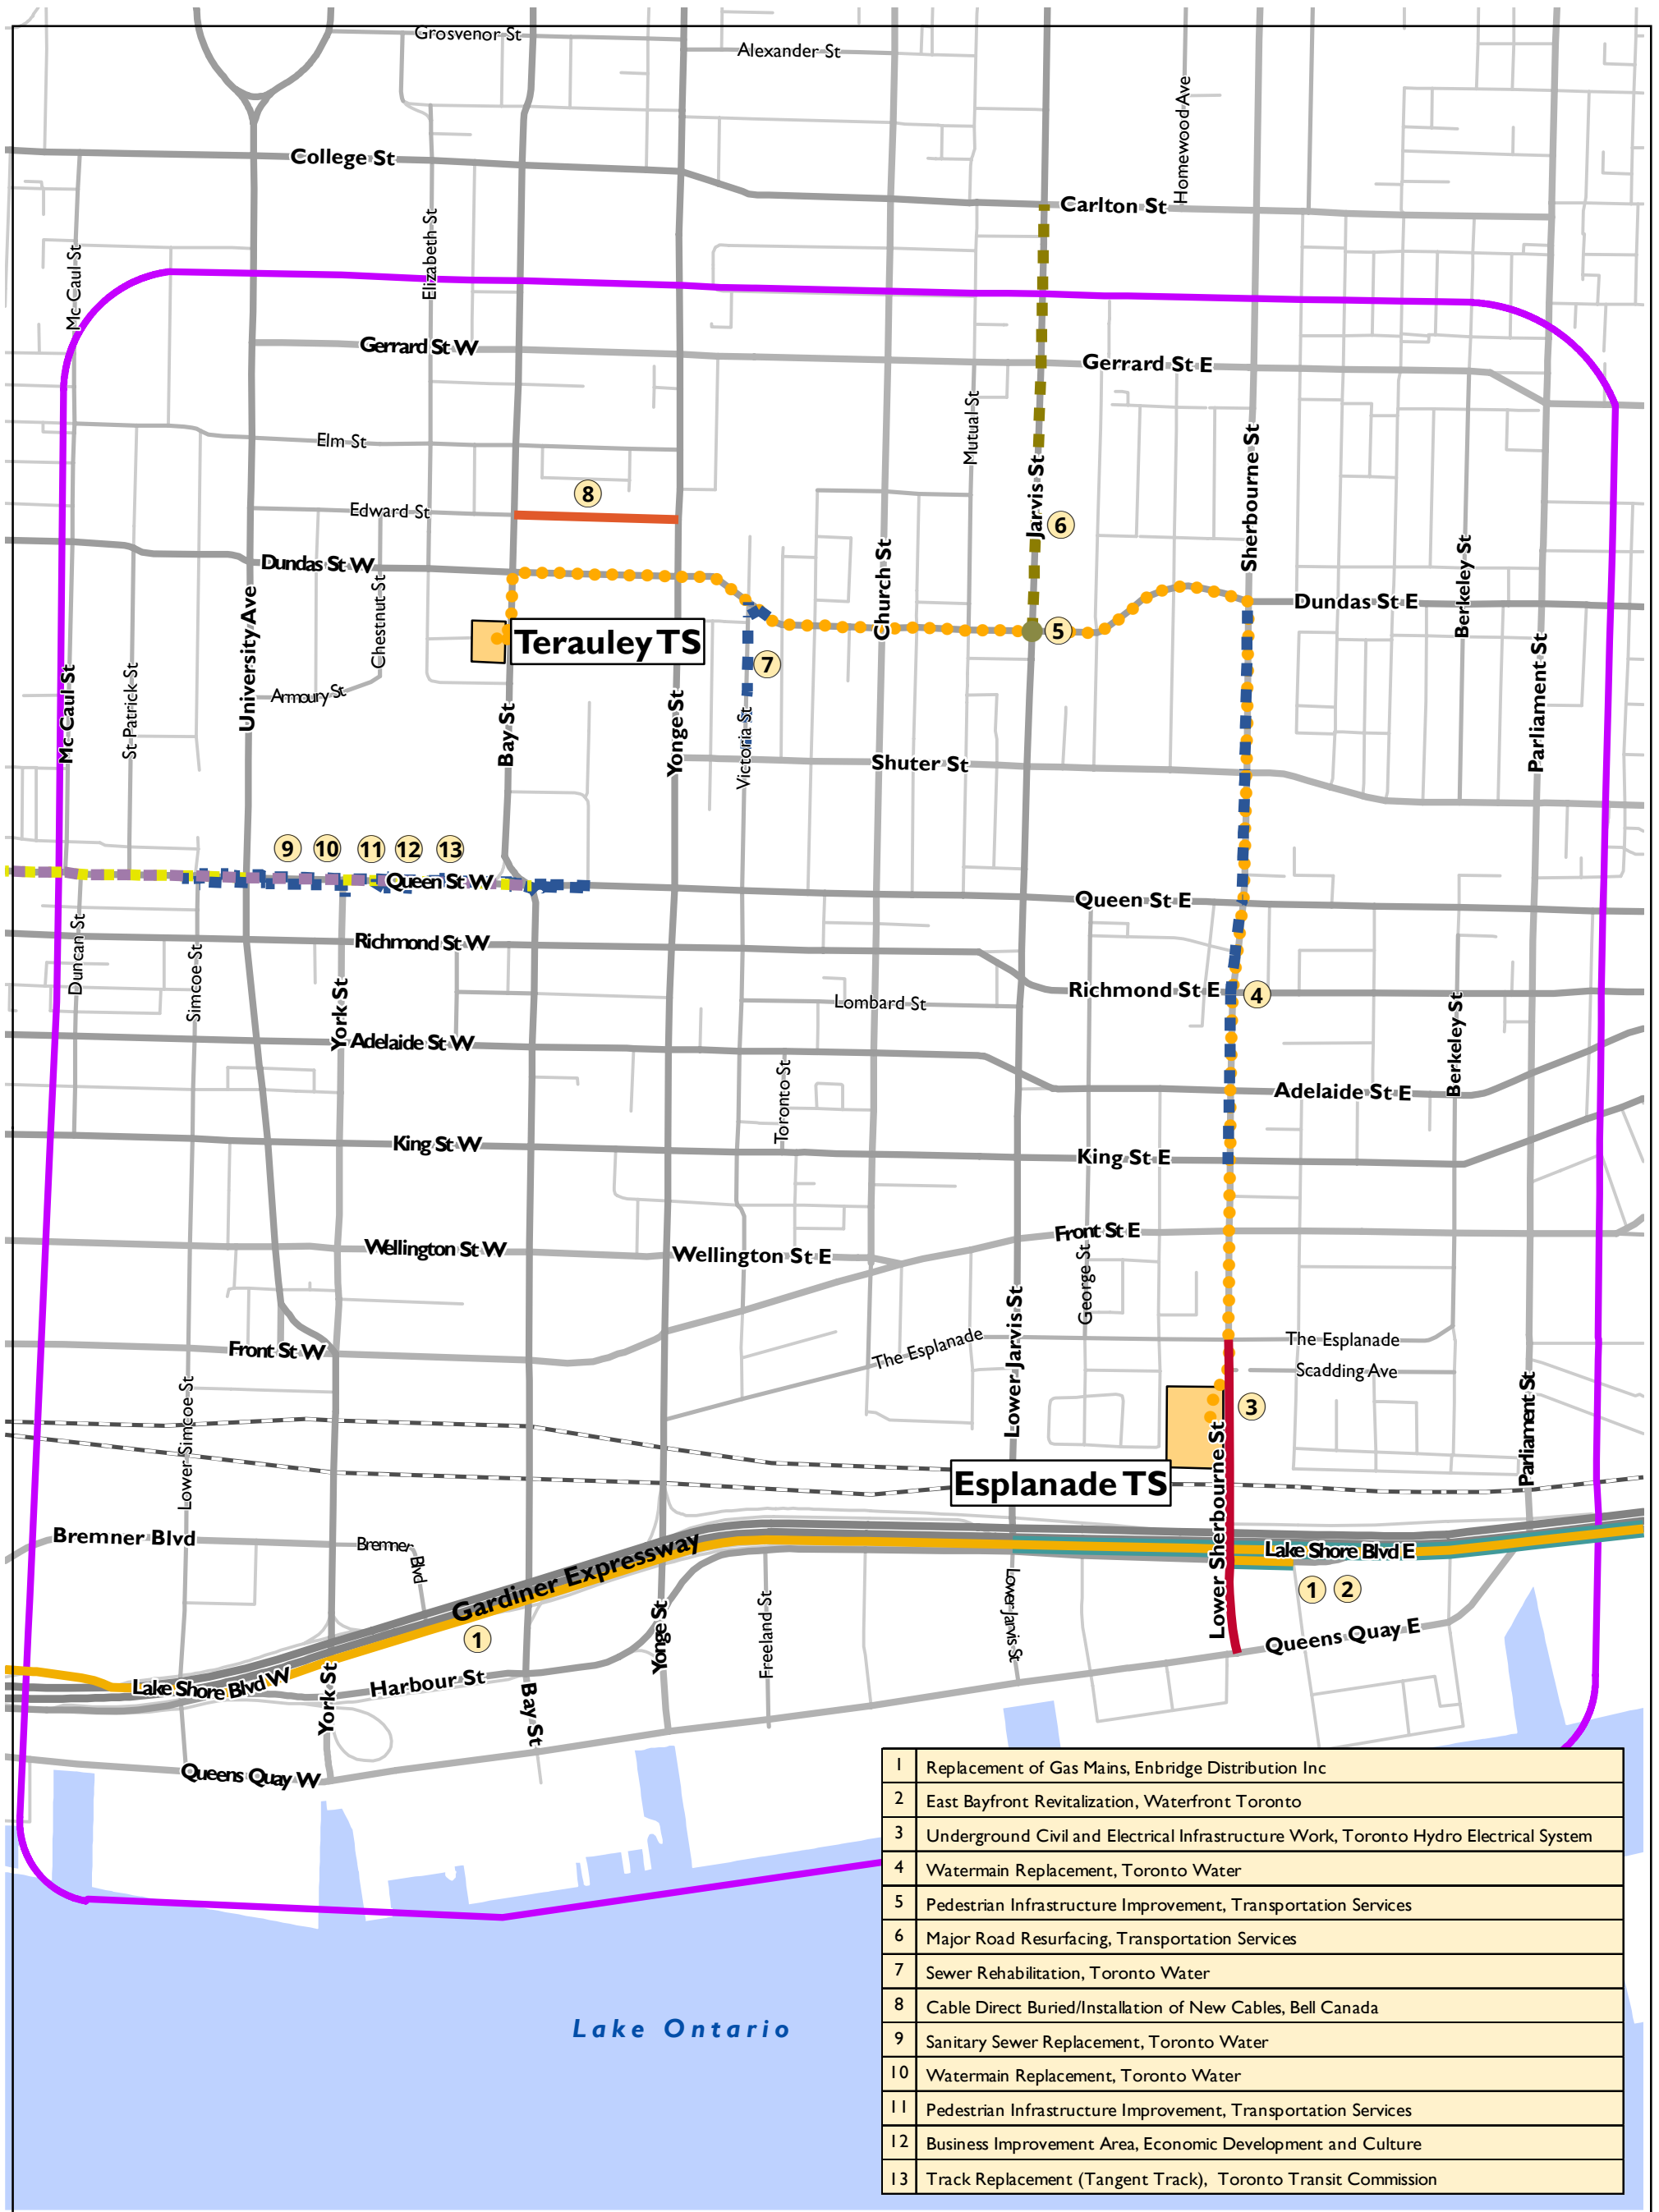 Grosvenor St
Alexander St
Homewood Ave
College St
Carlton St
Elizabeth St
Mc Caul St
Gerrard St W
Gerrard St E
Mutual St
Elm St
Jarvis St
Sherbourne St
8
Edward St
6
Dundas St W
Church St
Berkeley St
Chestnut St
Dundas St E
University Ave
Terauley TS
5
7
Parliament St
Mc Caul St
St Patrick St
Armoury St
Bay St
Yonge St
Victoria St
Shuter St
9
10
11
12
13
Queen St W
Queen St E
Duncan St
Simcoe St
Richmond St W
Richmond St E
4
York St
Lombard St
Berkeley St
Adelaide St W
Toronto St
Adelaide St E
King St W
King St E
Wellington St W
Wellington St E
Front St E
George St
Lower Jarvis St
Front St W
The Esplanade
The Esplanade
Scadding Ave
Lower Simcoe St
3
Parliament St
Esplanade TS
Lower Sherbourne St
Bremner Blvd
Bremner Blvd
Gardiner Expressway
Lake Shore Blvd E
1
2
Lower Jarvis St
Freeland St
Yonge St
1
Queens Quay E
Lake Shore Blvd W
York St
Harbour St
Bay St
Queens Quay W
1 Replacement of Gas Mains, Enbridge Distribution Inc
2 East Bayfront Revitalization, Waterfront Toronto
3 Underground Civil and Electrical Infrastructure Work, Toronto Hydro Electrical System
4 Watermain Replacement, Toronto Water
5 Pedestrian Infrastructure Improvement, Transportation Services
6 Major Road Resurfacing, Transportation Services
7 Sewer Rehabilitation, Toronto Water
8 Cable Direct Buried/Installation of New Cables, Bell Canada
9 Sanitary Sewer Replacement, Toronto Water
10 Watermain Replacement, Toronto Water
11 Pedestrian Infrastructure Improvement, Transportation Services
12 Business Improvement Area, Economic Development and Culture
13 Track Replacement (Tangent Track), Toronto Transit Commission
Lake Ontario